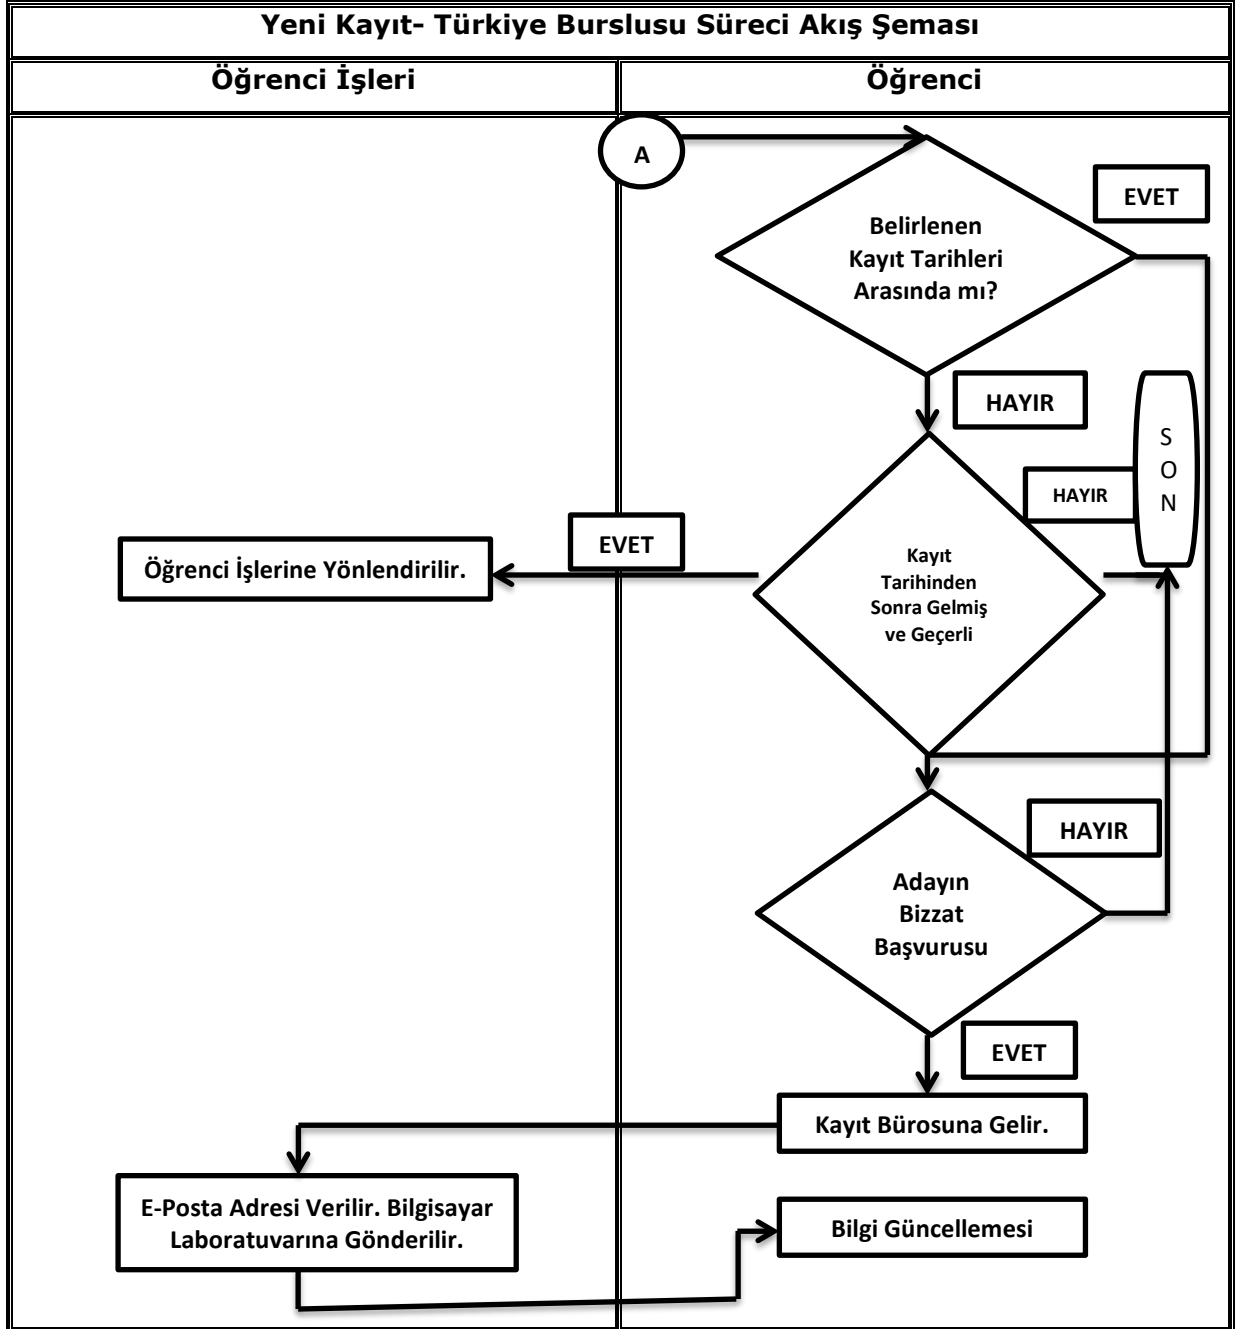 Yeni Kayıt- Türkiye Burslusu Süreci Akış Şeması
Öğrenci İşleri
Öğrenci
A
EVET
Belirlenen
Kayıt Tarihleri
Arasında mı?
HAYIR
S
O
N
HAYIR
EVET
Öğrenci İşlerine Yönlendirilir.
Kayıt
Tarihinden
Sonra Gelmiş
ve Geçerli
HAYIR
Adayın
Bizzat
Başvurusu
EVET
Kayıt Bürosuna Gelir.
E-Posta Adresi Verilir. Bilgisayar
Laboratuvarına Gönderilir.
Bilgi Güncellemesi